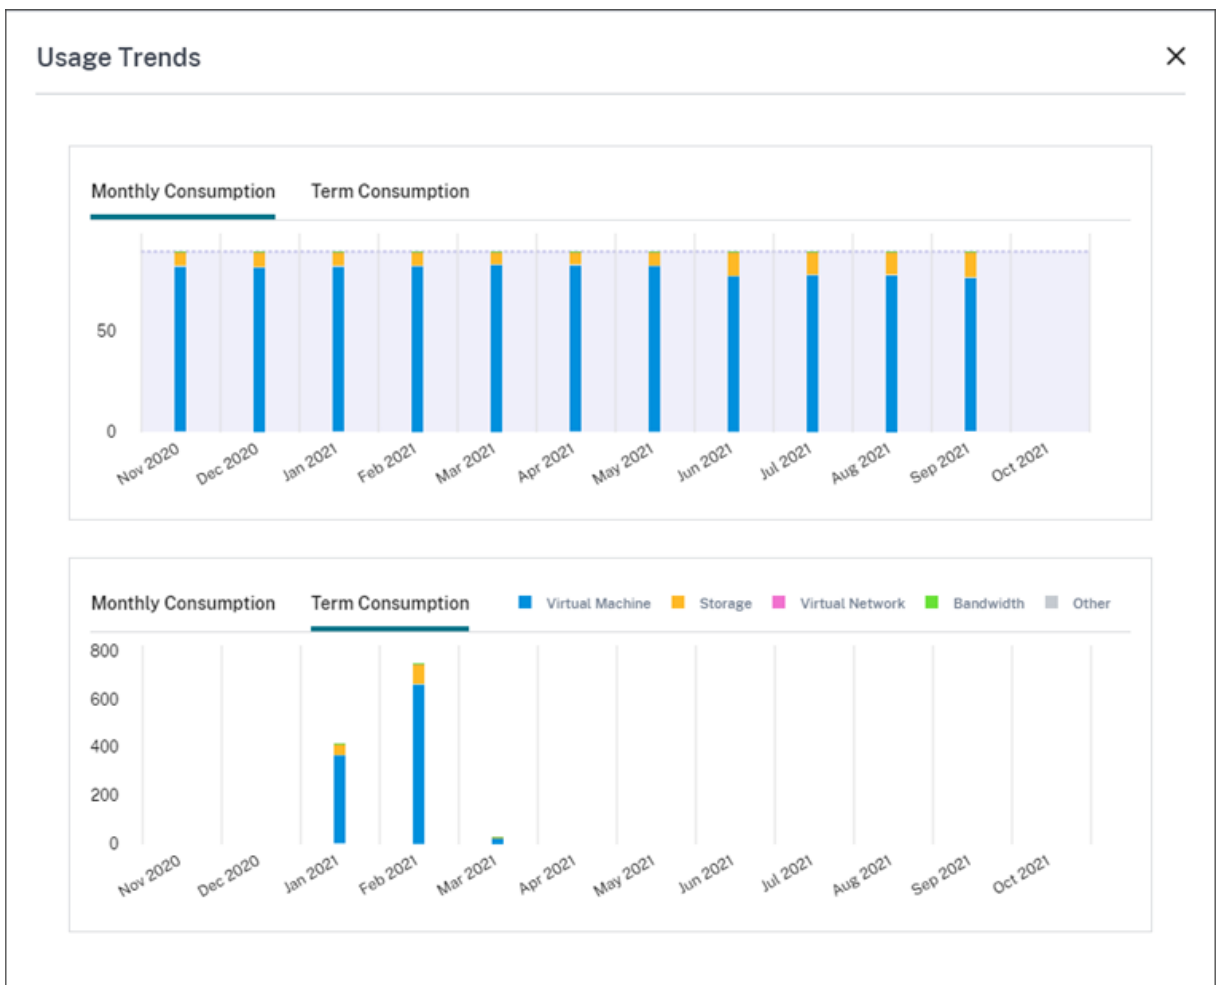 Usage Trends
Monthly Consumption Term Consumption
50
0
Nov 2020 Dec 2020 Jan 2021 Feb 2021 Mar 2021 Apr 2021 May 2021 Jun 2021 Jul 2021 Aug 2021 Sep 2021 Oct 2021
Monthly Consumption Term Consumption Virtual Machine Storage Virtual Network Bandwidth Other
800
600
400
200
0
Nov 2020 Dec 2020 Jan 2021 Feb 2021 Mar 2021 Apr 2021 May 2021 Jun 2021 Jul 2021 Aug 2021 Sep 2021 Oct 2021